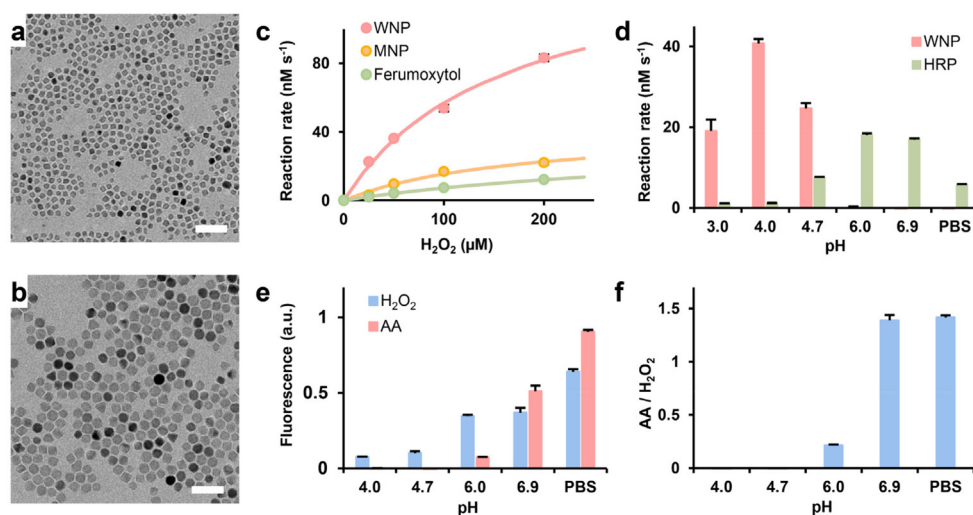 a
b
c
WNP
MNP
Ferumoxytol
Reaction rate (nM s⁻¹)
80
40
0
0
100
200
H₂O₂ (µM)
d
WNP
HRP
Reaction rate (nM s⁻¹)
40
20
0
3.0 4.0 4.7 6.0 6.9 PBS
pH
e
H₂O₂
AA
Fluorescence (a.u.)
1
0.5
0
4.0 4.7 6.0 6.9 PBS
pH
f
AA / H₂O₂
1.5
1
0.5
0
4.0 4.7 6.0 6.9 PBS
pH